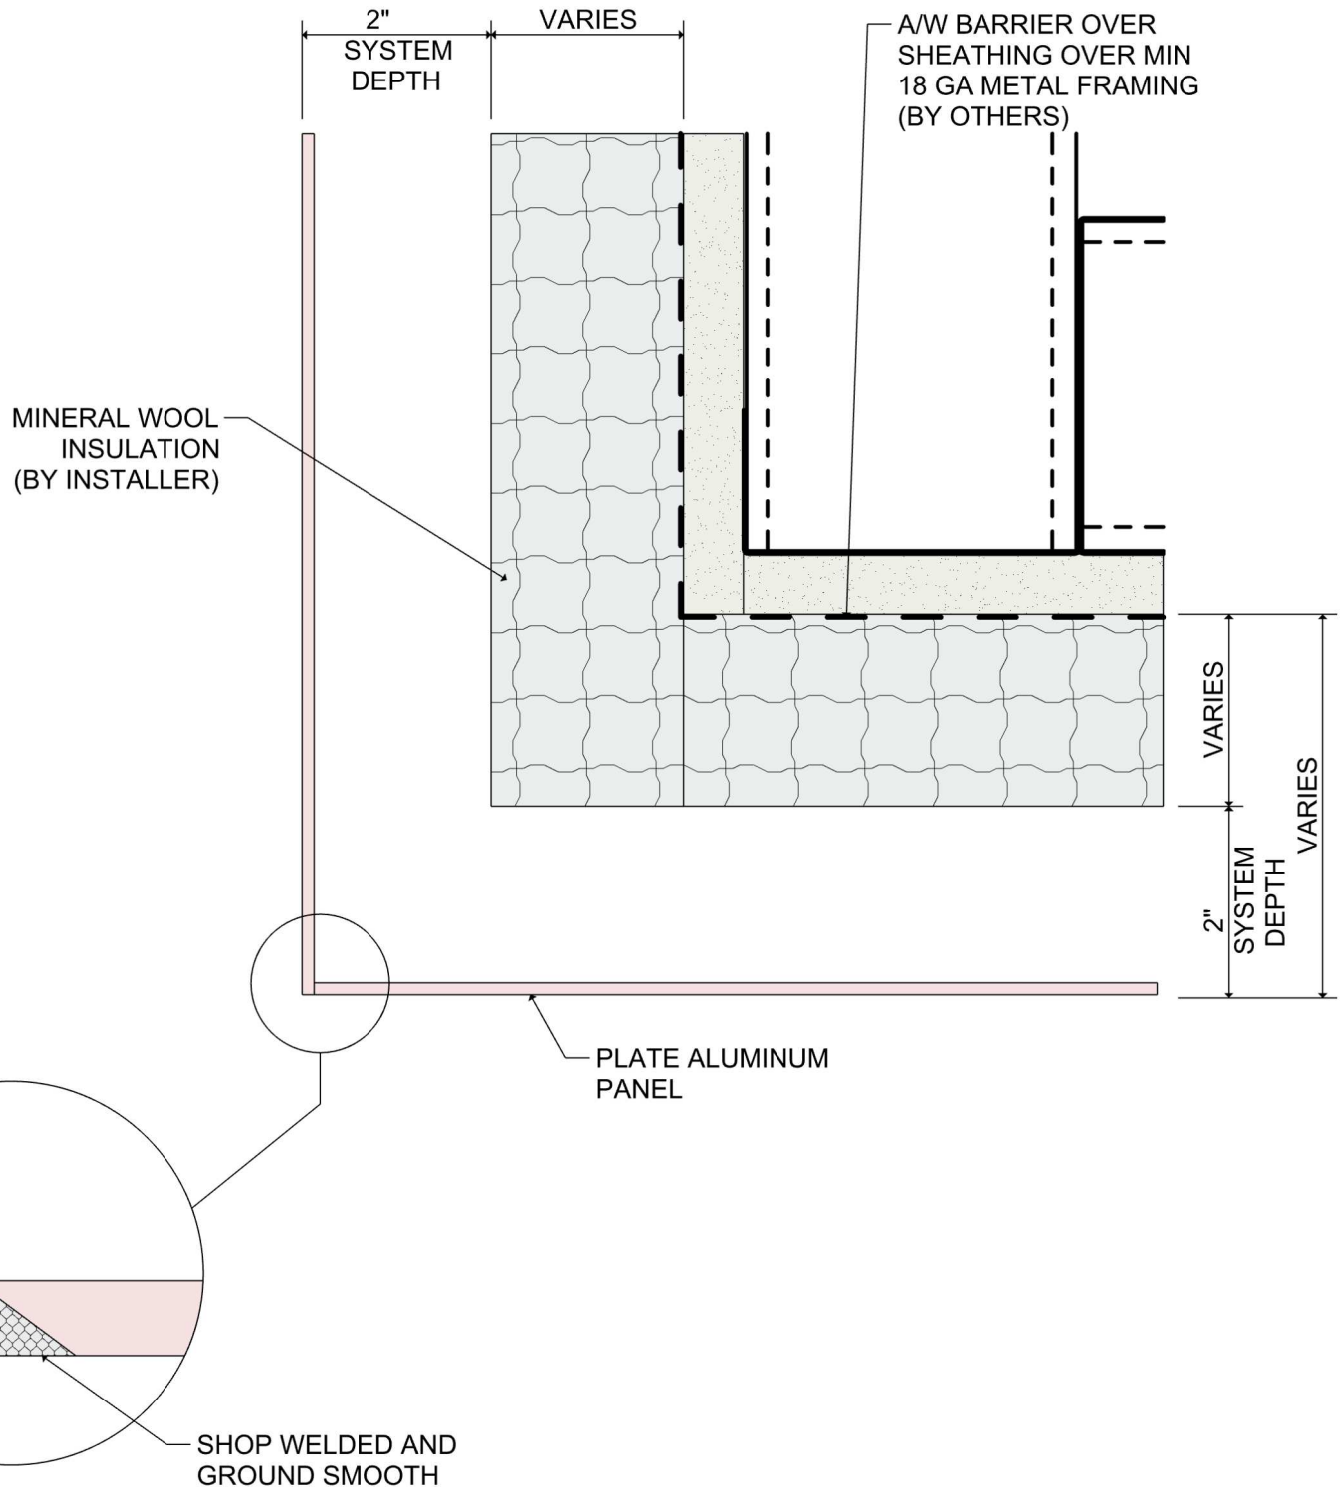 2"
SYSTEM
DEPTH
VARIES
A/W BARRIER OVER
SHEATHING OVER MIN
18 GA METAL FRAMING
(BY OTHERS)
MINERAL WOOL
INSULATION
(BY INSTALLER)
VARIES
VARIES
2"
SYSTEM
DEPTH
PLATE ALUMINUM
PANEL
SHOP WELDED AND
GROUND SMOOTH